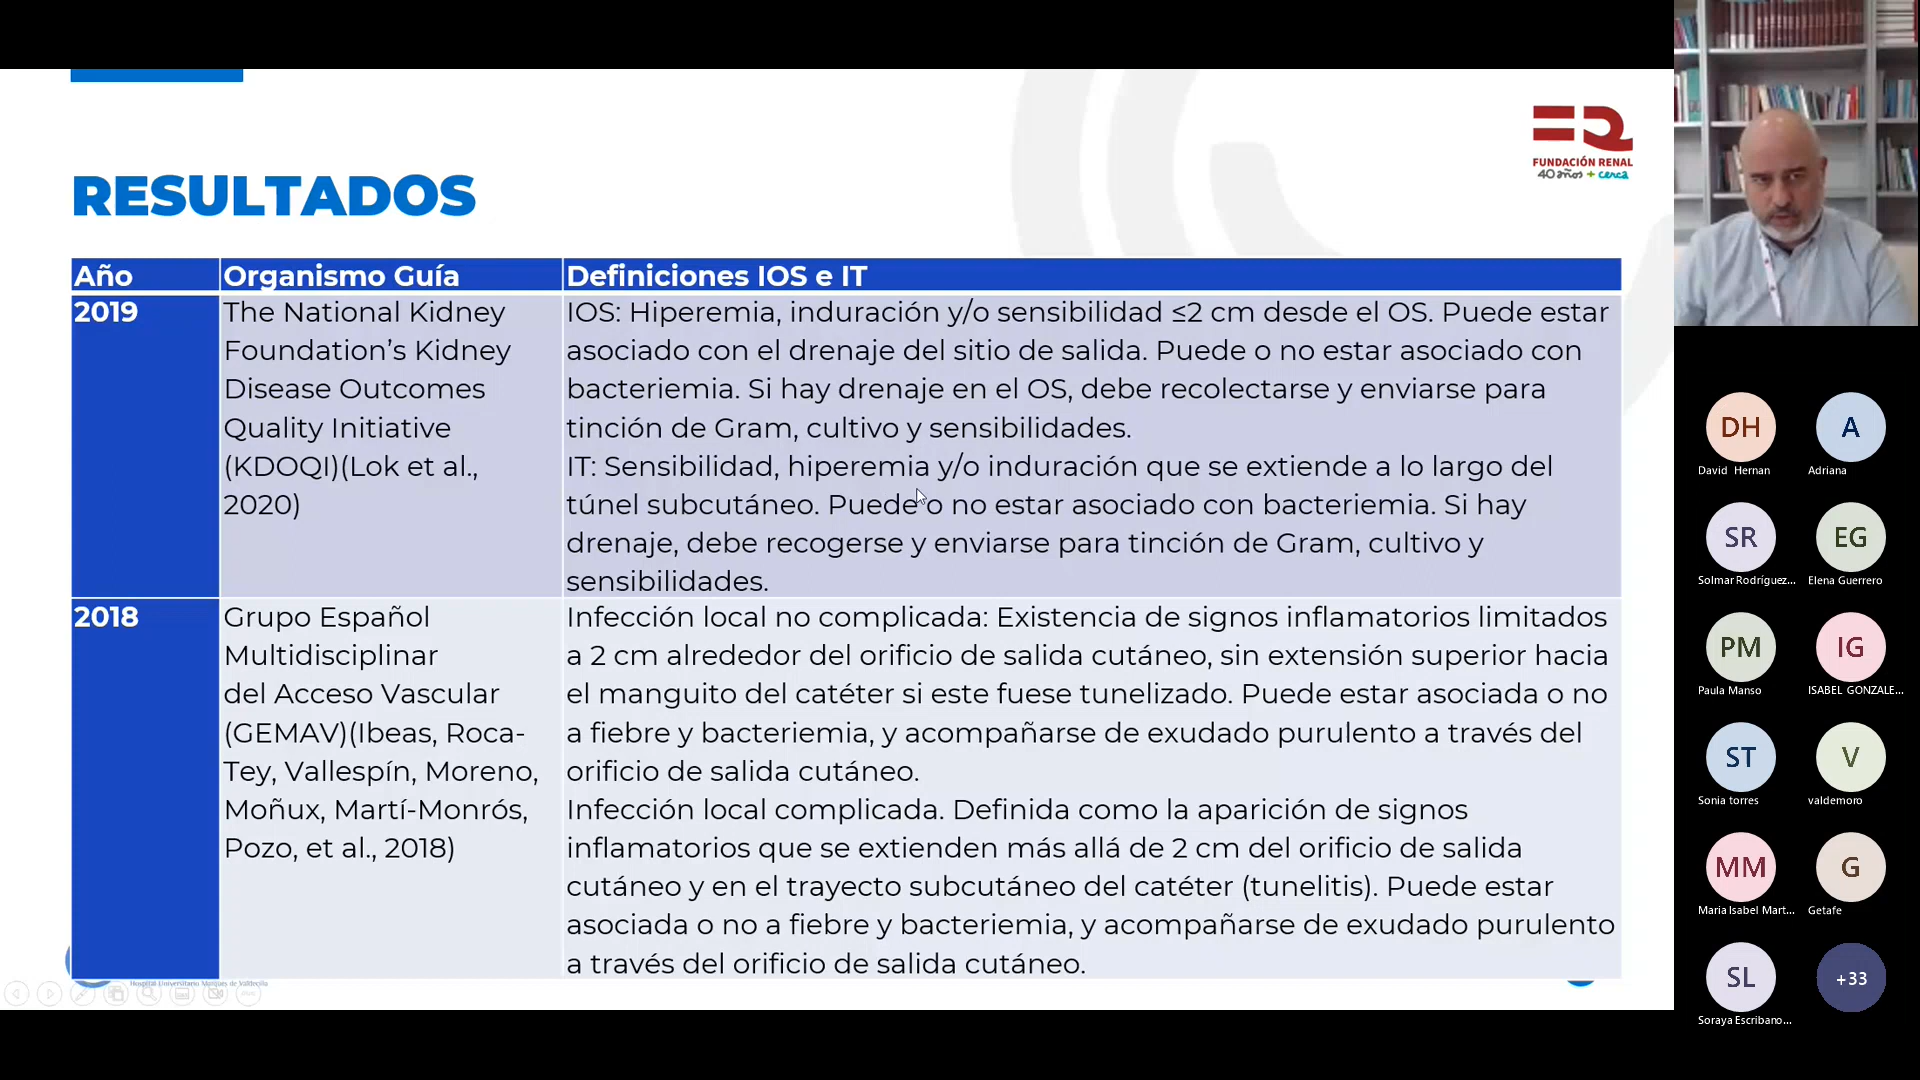 FUNDACIÓN RENAL
40 años + cerca
RESULTADOS
Año
Organismo Guía
Definiciones IOS e IT
2019
The National Kidney
Foundation's Kidney
Disease Outcomes
Quality Initiative
(KDOQI)(Lok et al.,
2020)
IOS: Hiperemia, induración y/o sensibilidad ≤2 cm desde el OS. Puede estar
asociado con el drenaje del sitio de salida. Puede o no estar asociado con
bacteriemia. Si hay drenaje en el OS, debe recolectarse y enviarse para
tinción de Gram, cultivo y sensibilidades.
IT: Sensibilidad, hiperemia y/o induración que se extiende a lo largo del
túnel subcutáneo. Puede o no estar asociado con bacteriemia. Si hay
drenaje, debe recogerse y enviarse para tinción de Gram, cultivo y
sensibilidades.
2018
Grupo Español
Multidisciplinar
del Acceso Vascular
(GEMAV)(Ibeas, Roca-
Tey, Vallespín, Moreno,
Moñux, Martí-Monrós,
Pozo, et al., 2018)
Infección local no complicada: Existencia de signos inflamatorios limitados
a 2 cm alrededor del orificio de salida cutáneo, sin extensión superior hacia
el manguito del catéter si este fuese tunelizado. Puede estar asociada o no
a fiebre y bacteriemia, y acompañarse de exudado purulento a través del
orificio de salida cutáneo.
Infección local complicada. Definida como la aparición de signos
inflamatorios que se extienden más allá de 2 cm del orificio de salida
cutáneo y en el trayecto subcutáneo del catéter (tunelitis). Puede estar
asociada o no a fiebre y bacteriemia, y acompañarse de exudado purulento
a través del orificio de salida cutáneo.
Hospital Universitario Marqués de Valdecilla
DH
David Hernan
A
Adriana
SR
Solmar Rodríguez...
EG
Elena Guerrero
PM
Paula Manso
IG
ISABEL GONZALE...
ST
Sonia torres
V
valdemoro
MM
Maria Isabel Mart...
G
Getafe
SL
Soraya Escribano...
+33